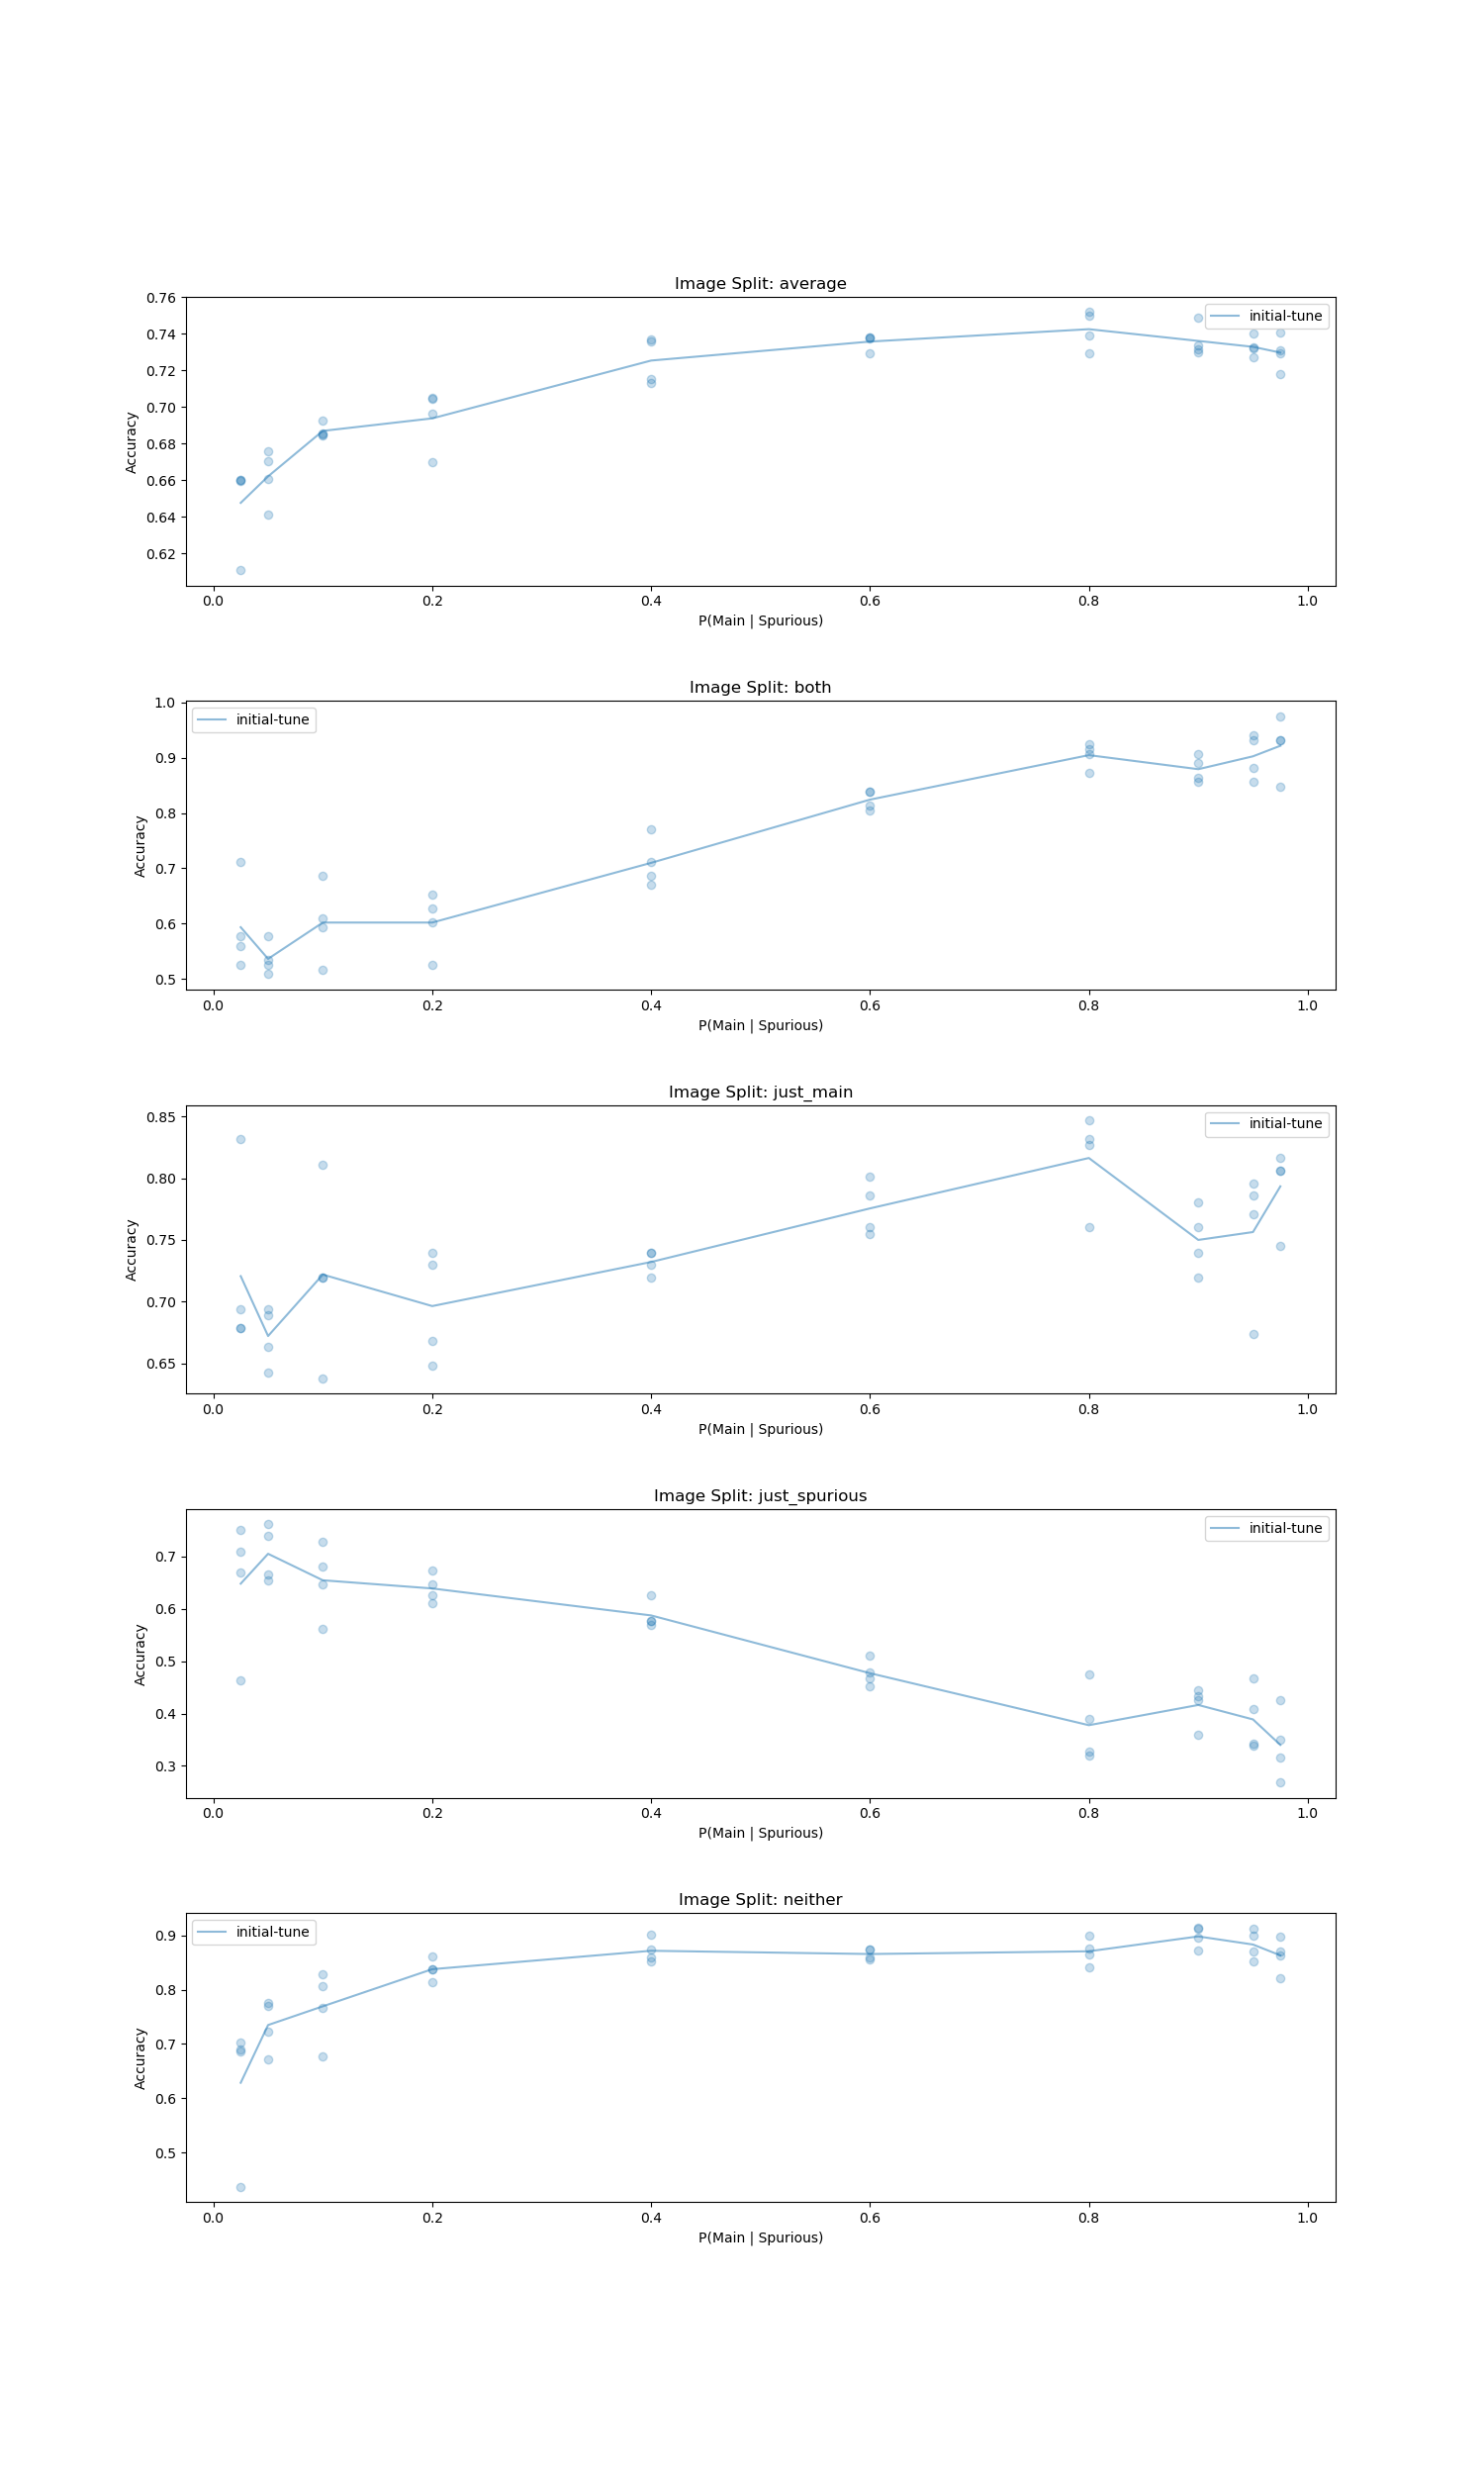 Image Split: average
0.76
0.74
0.72
0.70
0.68
0.66
0.64
0.62
Accuracy
initial-tune
0.0 0.2 0.4 0.6 0.8 1.0
P(Main | Spurious)
Image Split: both
1.0
0.9
0.8
0.7
0.6
0.5
Accuracy
initial-tune
0.0 0.2 0.4 0.6 0.8 1.0
P(Main | Spurious)
Image Split: just_main
0.85
0.80
0.75
0.70
0.65
Accuracy
initial-tune
0.0 0.2 0.4 0.6 0.8 1.0
P(Main | Spurious)
Image Split: just_spurious
0.7
0.6
0.5
0.4
0.3
Accuracy
initial-tune
0.0 0.2 0.4 0.6 0.8 1.0
P(Main | Spurious)
Image Split: neither
0.9
0.8
0.7
0.6
0.5
Accuracy
initial-tune
0.0 0.2 0.4 0.6 0.8 1.0
P(Main | Spurious)